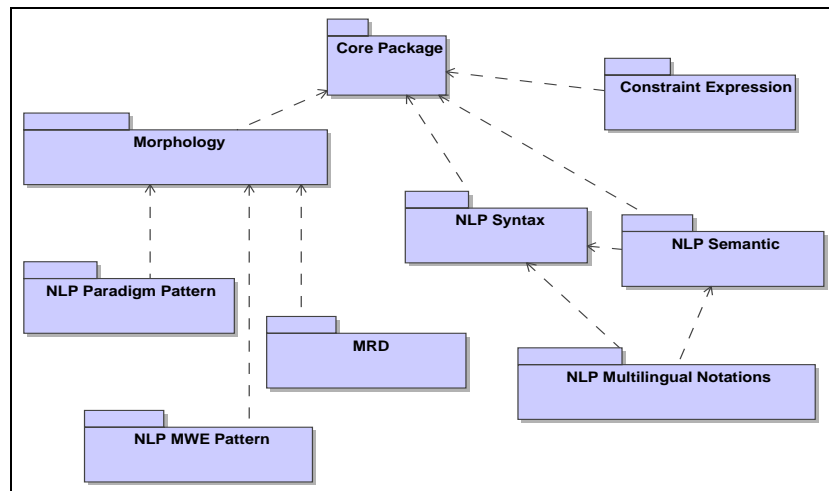 Core Package
Constraint Expression
Morphology
NLP Syntax
NLP Semantic
NLP Paradigm Pattern
MRD
NLP Multilingual Notations
NLP MWE Pattern